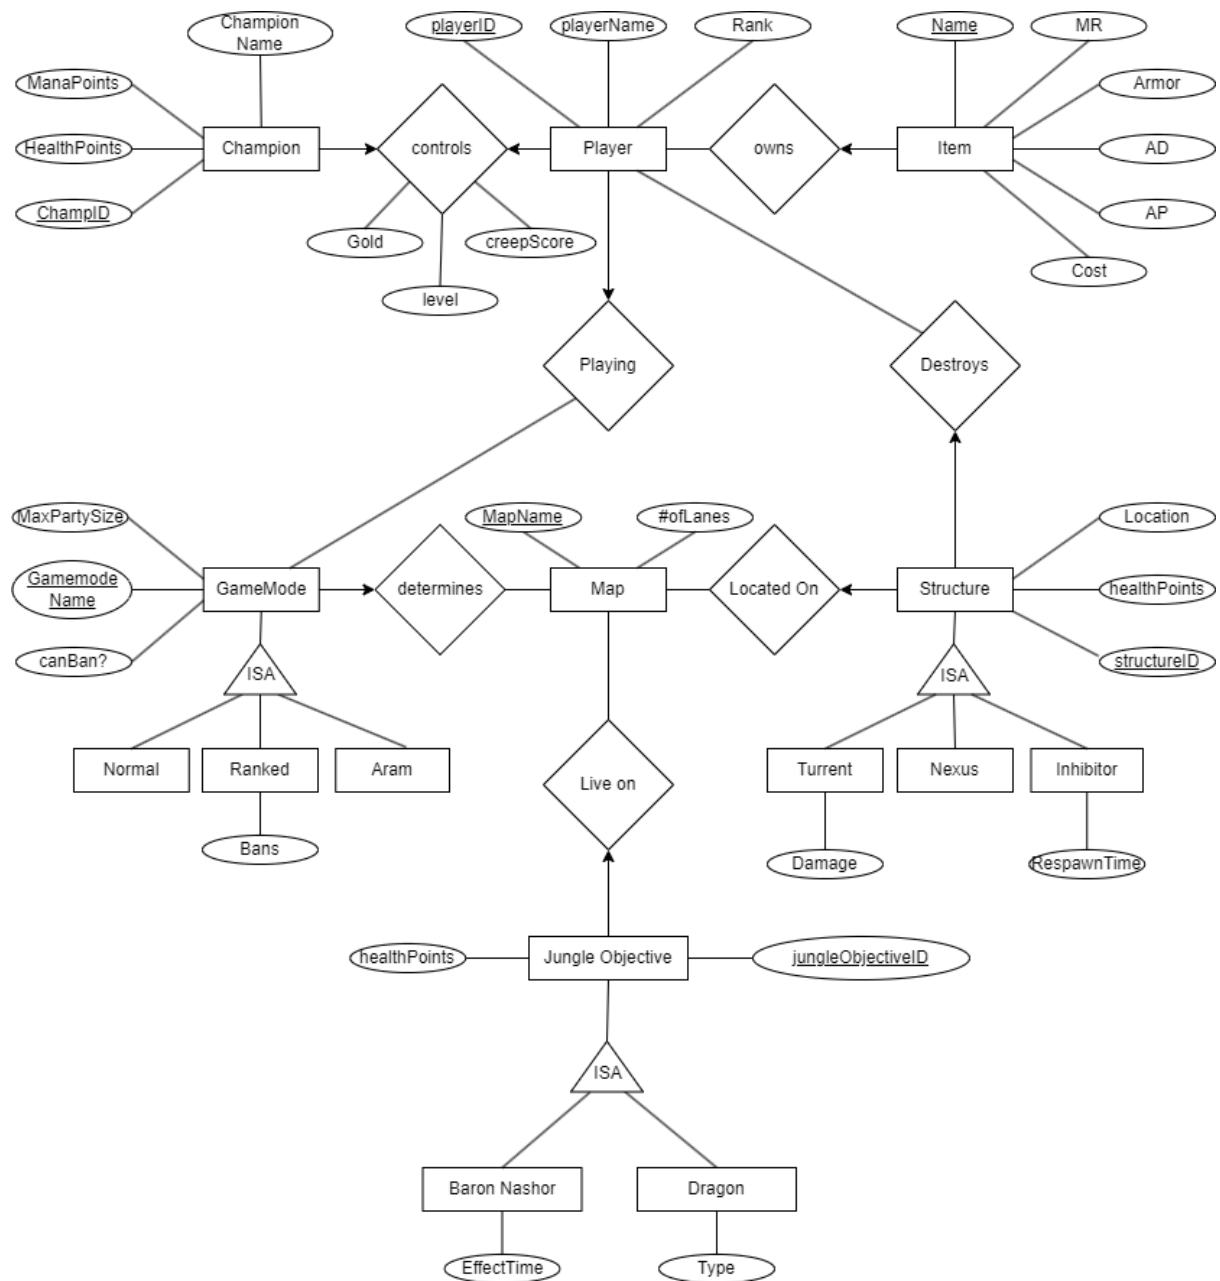 Champion
Name
playerID
playerName
Rank
Name
MR
ManaPoints
Armor
HealthPoints
Champion
controls
Player
owns
Item
AD
ChampID
AP
Gold
creepScore
Cost
level
Playing
Destroys
MaxPartySize
MapName
#ofLanes
Location
Gamemode
Name
GameMode
determines
Map
Located On
Structure
healthPoints
canBan?
structureID
ISA
ISA
Normal
Ranked
Aram
Live on
Turrent
Nexus
Inhibitor
Bans
Damage
RespawnTime
healthPoints
Jungle Objective
jungleObjectiveID
ISA
Baron Nashor
Dragon
EffectTime
Type